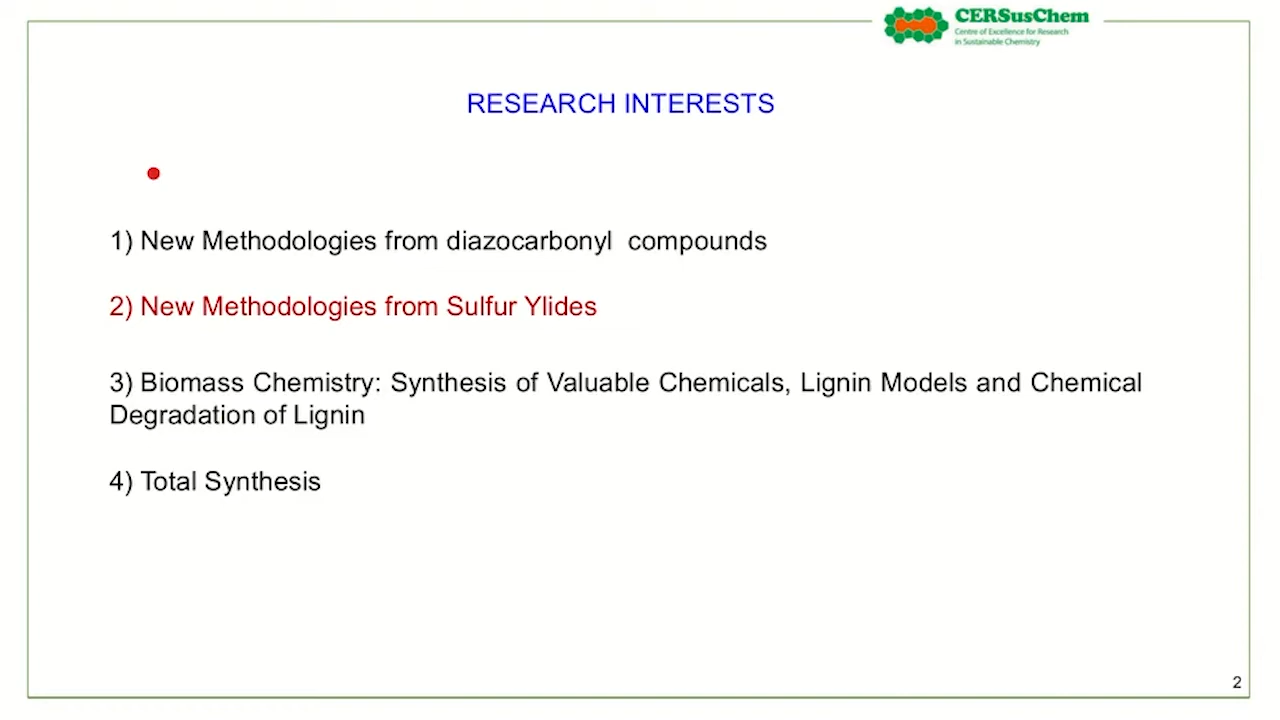 CERSusChem
Centre of Excellence for Research
in Sustainable Chemistry
RESEARCH INTERESTS
1) New Methodologies from diazocarbonyl  compounds
2) New Methodologies from Sulfur Ylides
3) Biomass Chemistry: Synthesis of Valuable Chemicals, Lignin Models and Chemical
Degradation of Lignin
4) Total Synthesis
2